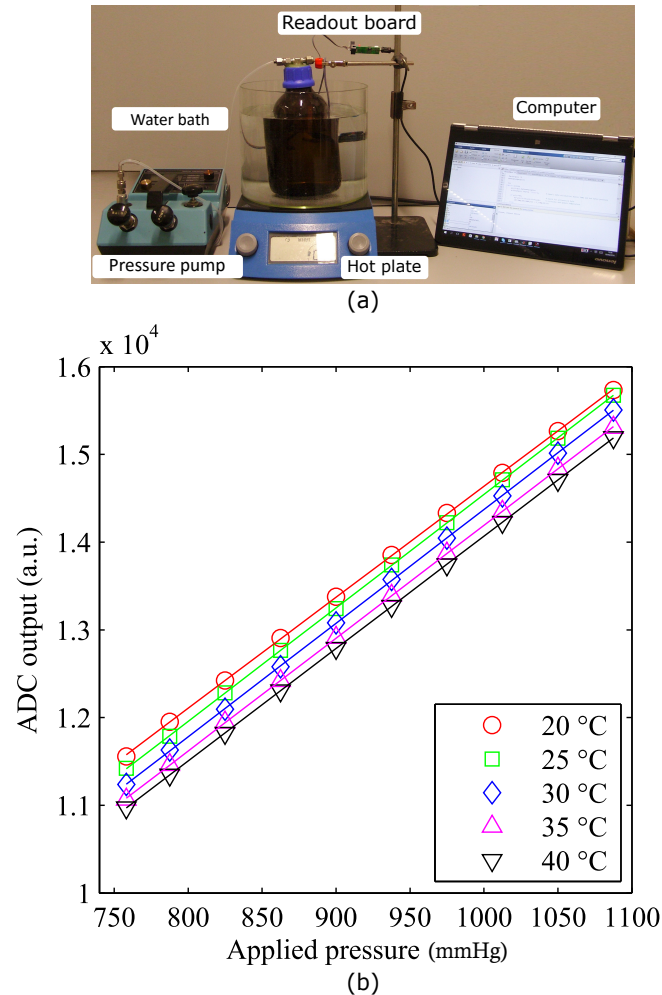 Readout board
Water bath
Computer
Pressure pump
Hot plate
(a)
x 10⁴
1.6
1.5
1.4
1.3
1.2
1.1
1
ADC output (a.u.)
20 °C
25 °C
30 °C
35 °C
40 °C
750 800 850 900 950 1000 1050 1100
Applied pressure (mmHg)
(b)